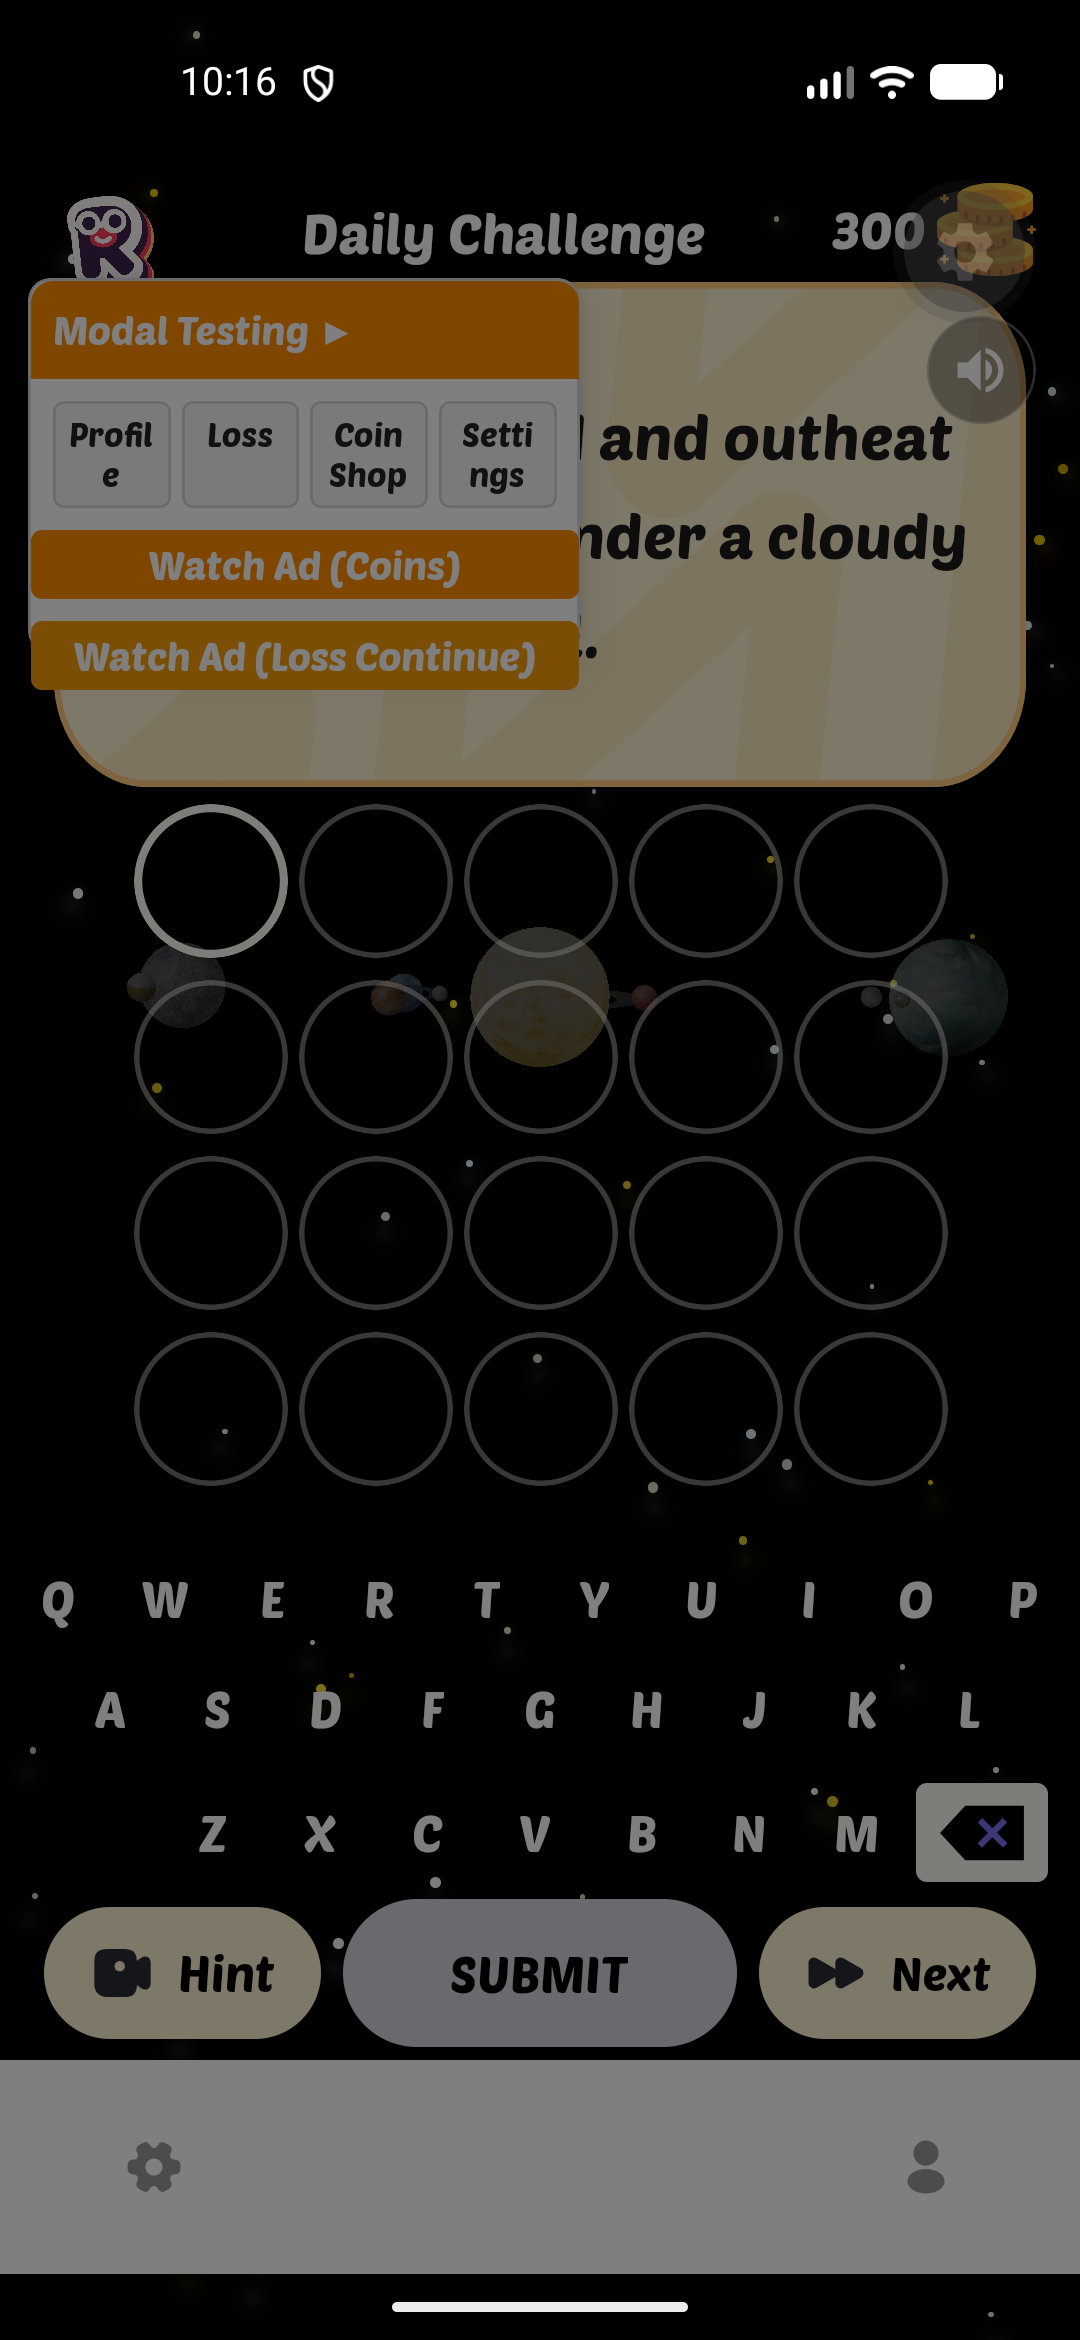 10:16
Daily Challenge
300
Modal Testing ►
Profil
e
Loss
Coin
Shop
Setti
ngs
and outheat
a cloudy
Watch Ad (Coins)
Watch Ad (Loss Continue)
Q W E R T Y U I O P
A S D F G H J K L
Z X C V B N M
Hint
SUBMIT
Next